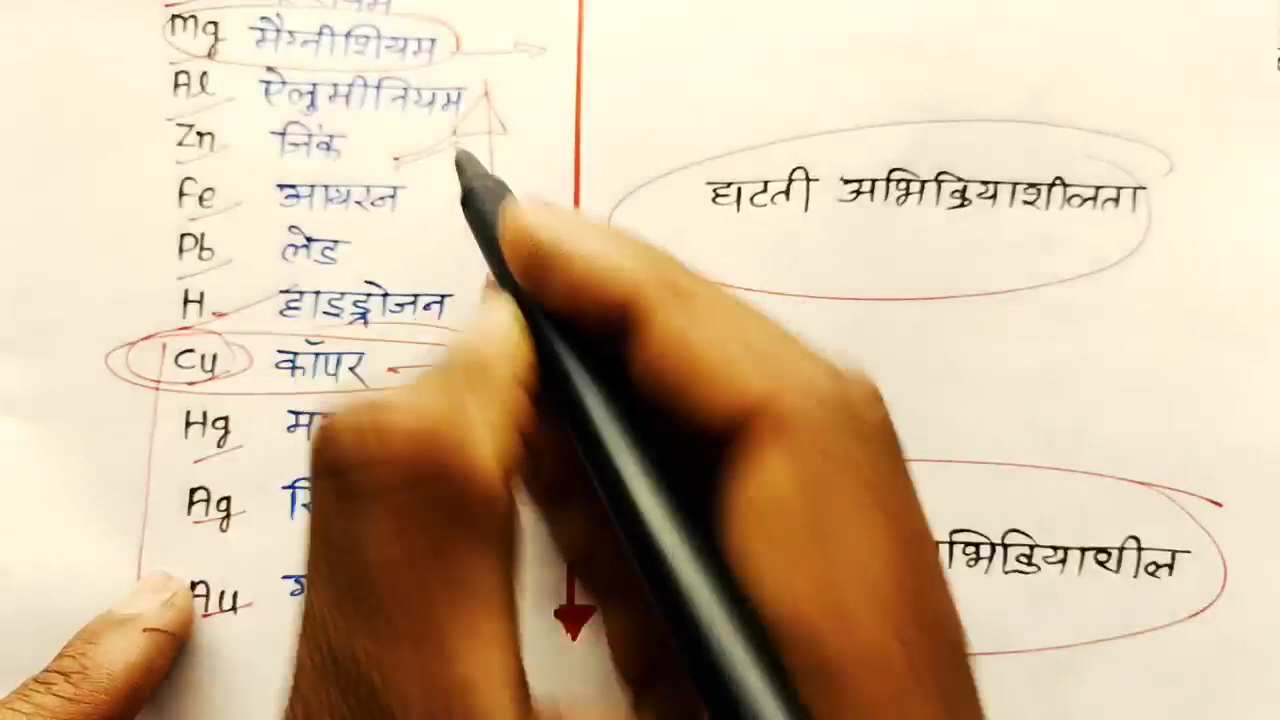 Mg मैग्नीशियम
Al ऐलुमीनियम
Zn जिंक
Fe आयरन
Pb लेड
H हाइड्रोजन
Cu कॉपर
Hg
Ag
Au
घटती अभिक्रियाशीलता